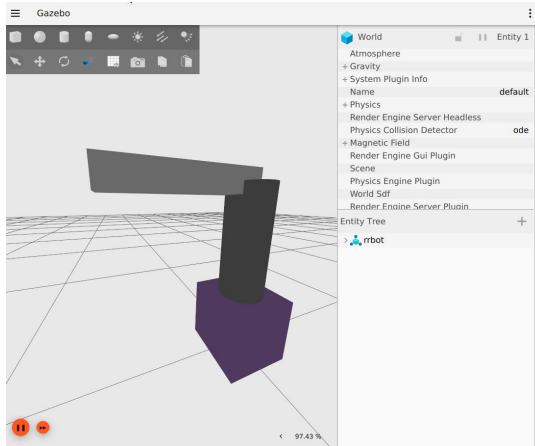 Gazebo
World
Entity 1
Atmosphere
+ Gravity
+ System Plugin Info
Name default
+ Physics
Render Engine Server Headless
Physics Collision Detector ode
+ Magnetic Field
Render Engine Gui Plugin
Scene
Physics Engine Plugin
World Sdf
Render Engine Server Plugin
Entity Tree
rrbot
97.43 %